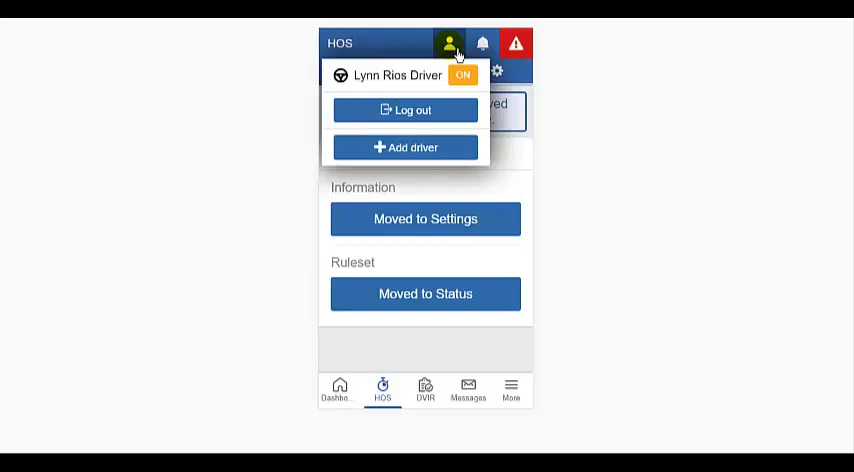 HOS
Lynn Rios Driver ON
Log out
Add driver
Information
Moved to Settings
Ruleset
Moved to Status
Dashbo...
HOS
DVIR
Messages
More